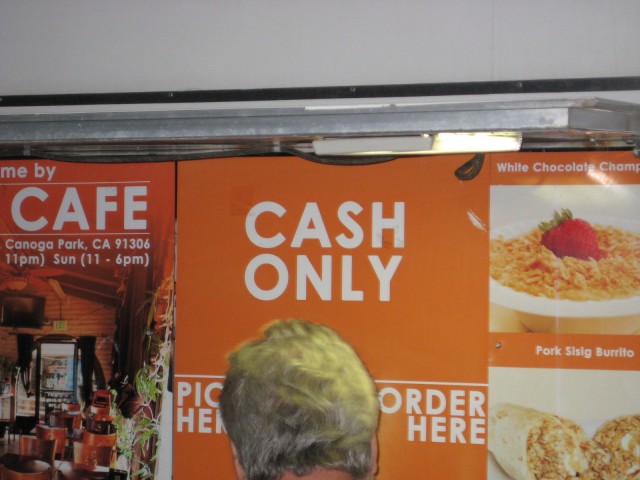 me by
CAFE
Canoga Park, CA 91306
11pm) Sun (11 - 6pm)
CASH
ONLY
PIC
HER
ORDER
HERE
White Chocolate Champ
Pork Sisig Burrito